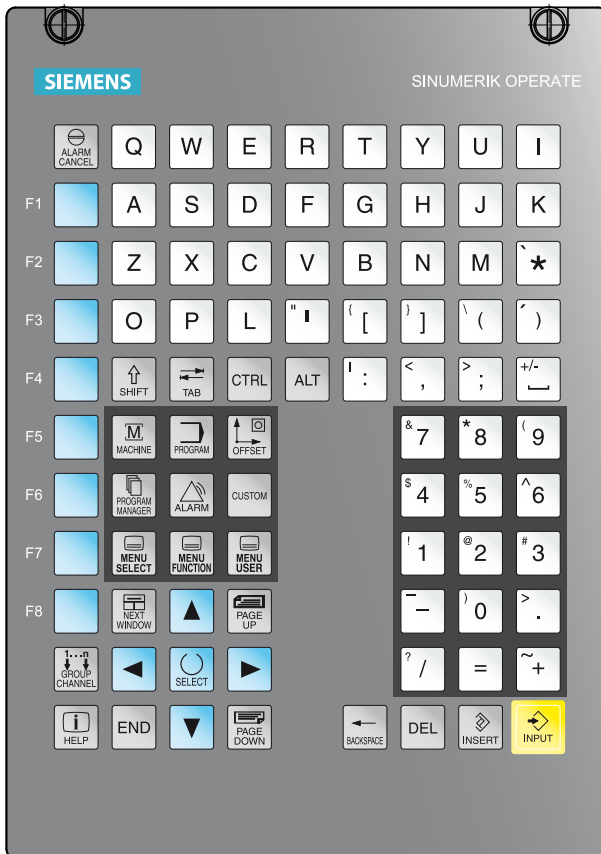 SIEMENS SINUMERIK OPERATE
ALARM CANCEL Q W E R T Y U I
F1 A S D F G H J K
F2 Z X C V B N M ` *
F3 O P L " ' { [ } ] \ ( ´ )
F4 SHIFT TAB CTRL ALT | : < , > ; +/-
F5 M MACHINE PROGRAM OFFSET & 7 * 8 ( 9
F6 PROGRAM MANAGER ALARM CUSTOM $ 4 % 5 ^ 6
F7 MENU SELECT MENU FUNCTION MENU USER ! 1 @ 2 # 3
F8 NEXT WINDOW PAGE UP _ - ) 0 > .
1...n GROUP CHANNEL SELECT ? / = ~ +
i HELP END PAGE DOWN BACKSPACE DEL INSERT INPUT